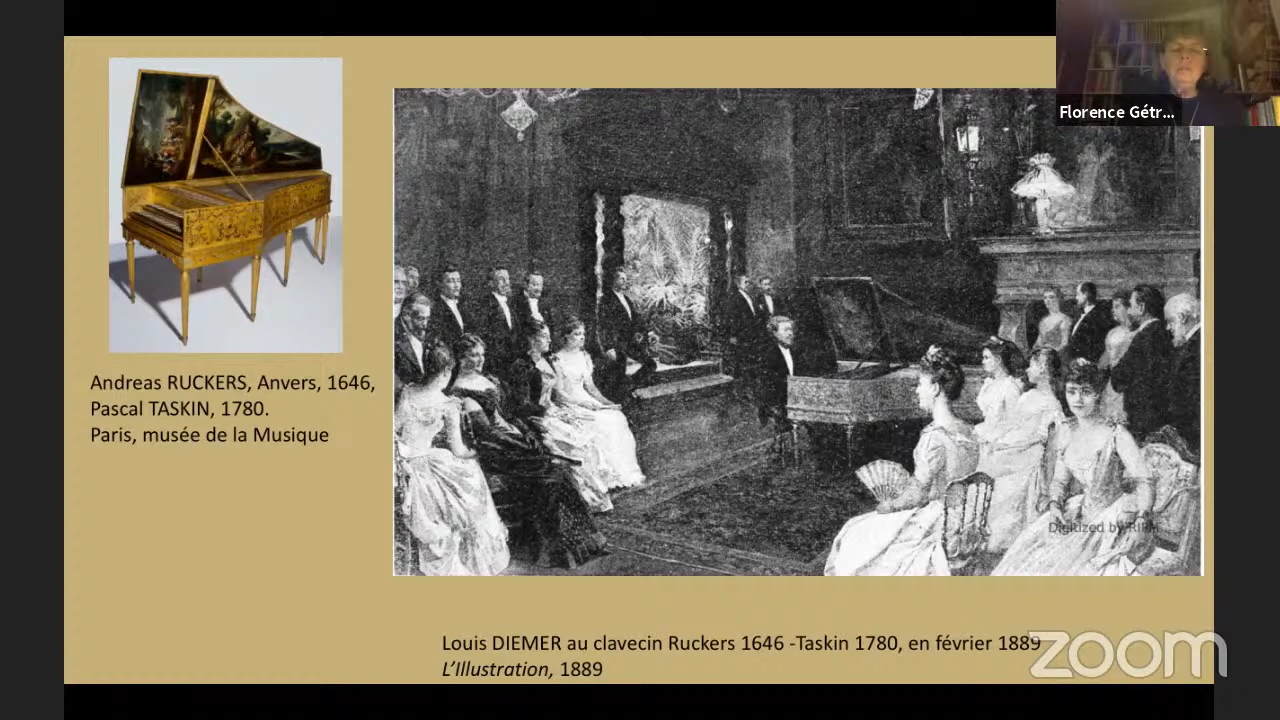 Florence Gétr...
Andreas RUCKERS, Anvers, 1646,
Pascal TASKIN, 1780.
Paris, musée de la Musique
Digitized by RIPM
Louis DIEMER au clavecin Ruckers 1646 -Taskin 1780, en février 1889
L’Illustration, 1889
zoom